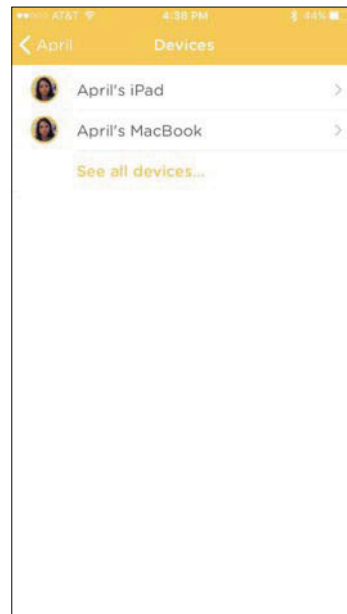 AT&T 4:38 PM 44%
April Devices
April's iPad
April's MacBook
See all devices...